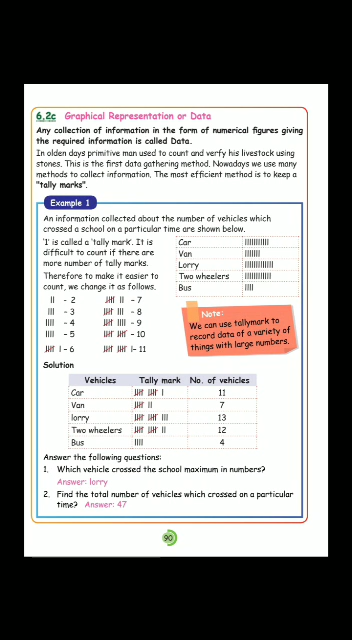 6.2c Graphical Representation or Data
Any collection of information in the form of numerical figures giving
the required information is called Data.
In olden days primitive man used to count and verfy his livestock using
stones. This is the first data gathering method. Nowadays we use many
methods to collect information. The most efficient method is to keep a
"tally marks".
Example 1
An information collected about the number of vehicles which
crossed a school on a particular time are shown below.
'1' is called a 'tally mark'. It is
difficult to count if there are
more number of tally marks.
Therefore to make it easier to
count, we change it as follows.
Car
Van
Lorry
Two wheelers
Bus IIII
II - 2 - 7
III - 3 - 8
IIII - 4 - 9
- 5 - 10
- 6 - 11
Note:
We can use tallymark to
record data of a variety of
things with large numbers.
Solution
Vehicles Tally mark No. of vehicles
Car 11
Van 7
lorry 13
Two wheelers 12
Bus IIII 4
Answer the following questions:
1. Which vehicle crossed the school maximum in numbers?
Answer: lorry
2. Find the total number of vehicles which crossed on a particular
time? Answer: 47
90